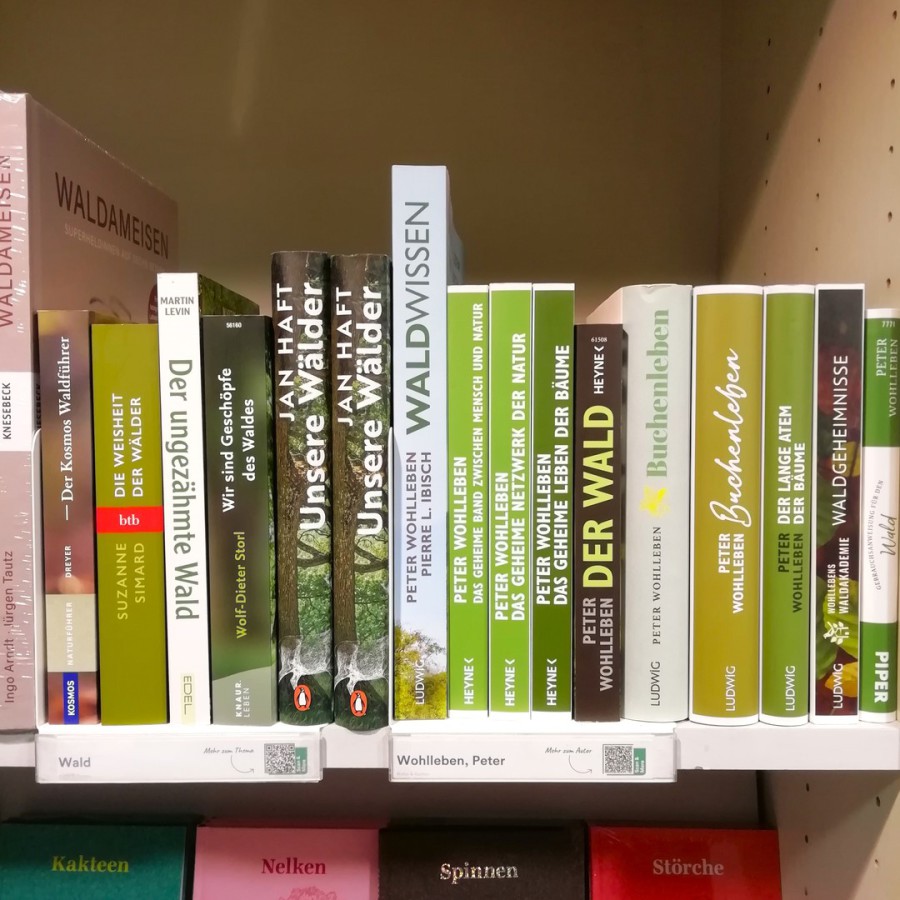 WALDAMEISEN
KNESEBECK
Ingo Arndt, Jürgen Tautz
WALDAMEISEN
Der Kosmos Waldführer
DREYER
NATURFÜHRER
KOSMOS
DIE WEISHEIT
DER WÄLDER
btb
SUZANNE
SIMARD
MARTIN
LEVIN
Der ungezähmte Wald
EDEL
56160
Wir sind Geschöpfe
des Waldes
Wolf-Dieter Storl
KNAUR
LEBEN
JAN HAFT
Unsere Wälder
JAN HAFT
Unsere Wälder
WALDWISSEN
PETER WOHLLEBEN
PIERRE L. IBISCH
LUDWIG
PETER WOHLLEBEN
DAS GEHEIME BAND ZWISCHEN MENSCH UND NATUR
HEYNE
PETER WOHLLEBEN
DAS GEHEIME NETZWERK DER NATUR
HEYNE
PETER WOHLLEBEN
DAS GEHEIME LEBEN DER BÄUME
HEYNE
61508
HEYNE
DER WALD
PETER
WOHLLEBEN
Buchenleben
PETER WOHLLEBEN
LUDWIG
Buchenleben
PETER
WOHLLEBEN
LUDWIG
PETER
WOHLLEBEN
DER LANGE ATEM
DER BÄUME
LUDWIG
WALDGEHEIMNISSE
WOHLLEBENS
WALDAKADEMIE
LUDWIG
7771
PETER
WOHLLEBEN
GEBRAUCHSANWEISUNG FÜR DEN
Wald
PIPER
Wald
Mehr zum Thema
Wohlleben, Peter
Mehr zum Autor
Kakteen
Nelken
Spinnen
Störche